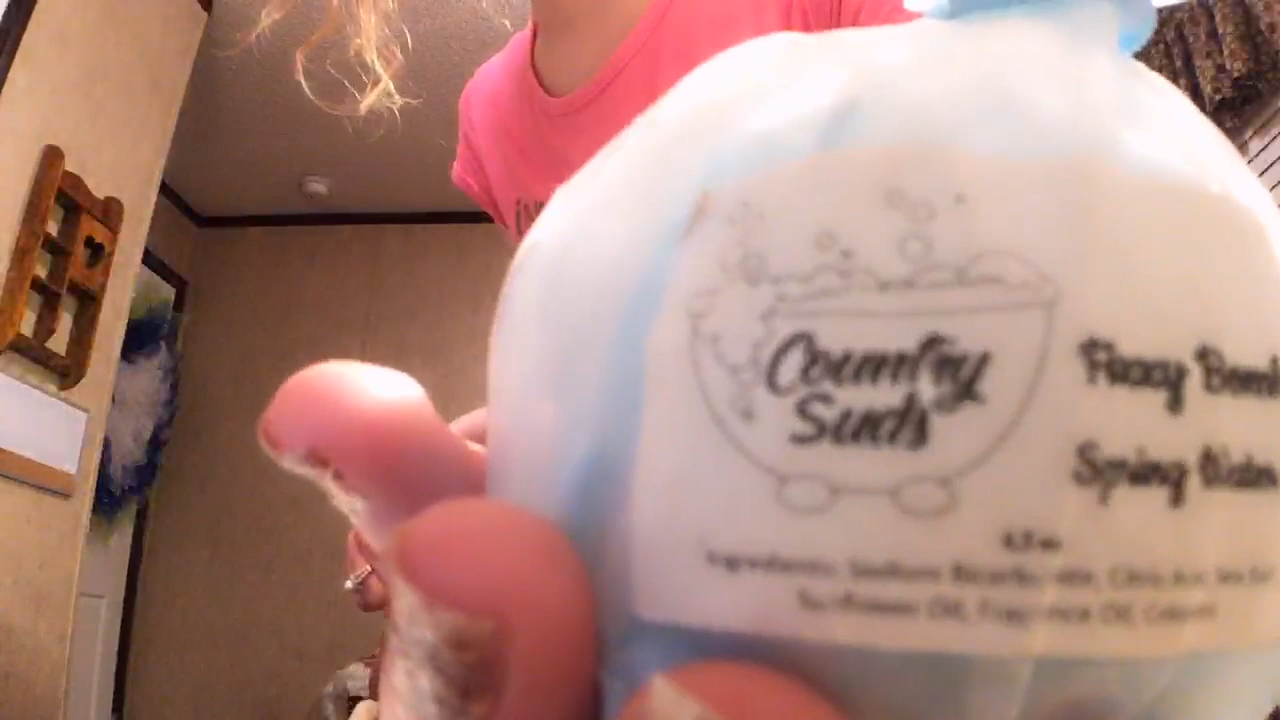 Country
Suds
Fizzy Bomb
Spring Water
Ingredients: Sodium Bicarbonate, Citric Acid, Sea Salt
Sunflower Oil, Fragrance Oil, Colorant